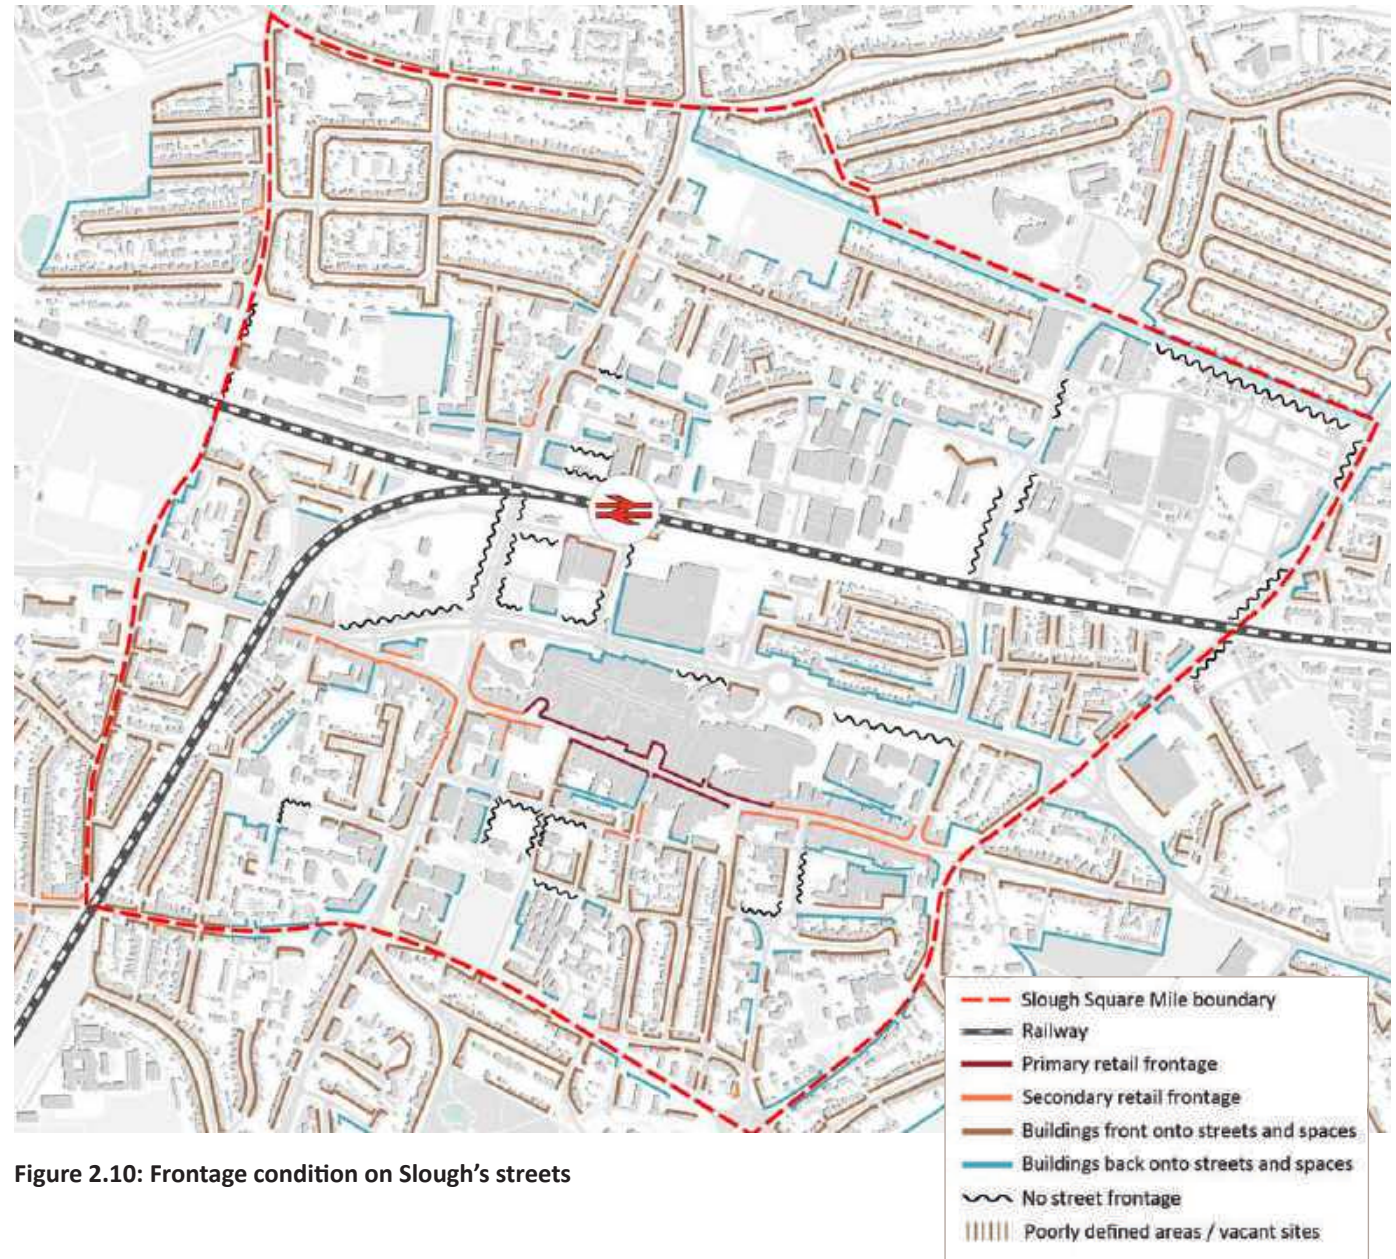 Slough Square Mile boundary
Railway
Primary retail frontage
Secondary retail frontage
Buildings front onto streets and spaces
Buildings back onto streets and spaces
No street frontage
Poorly defined areas / vacant sites
Figure 2.10: Frontage condition on Slough’s streets